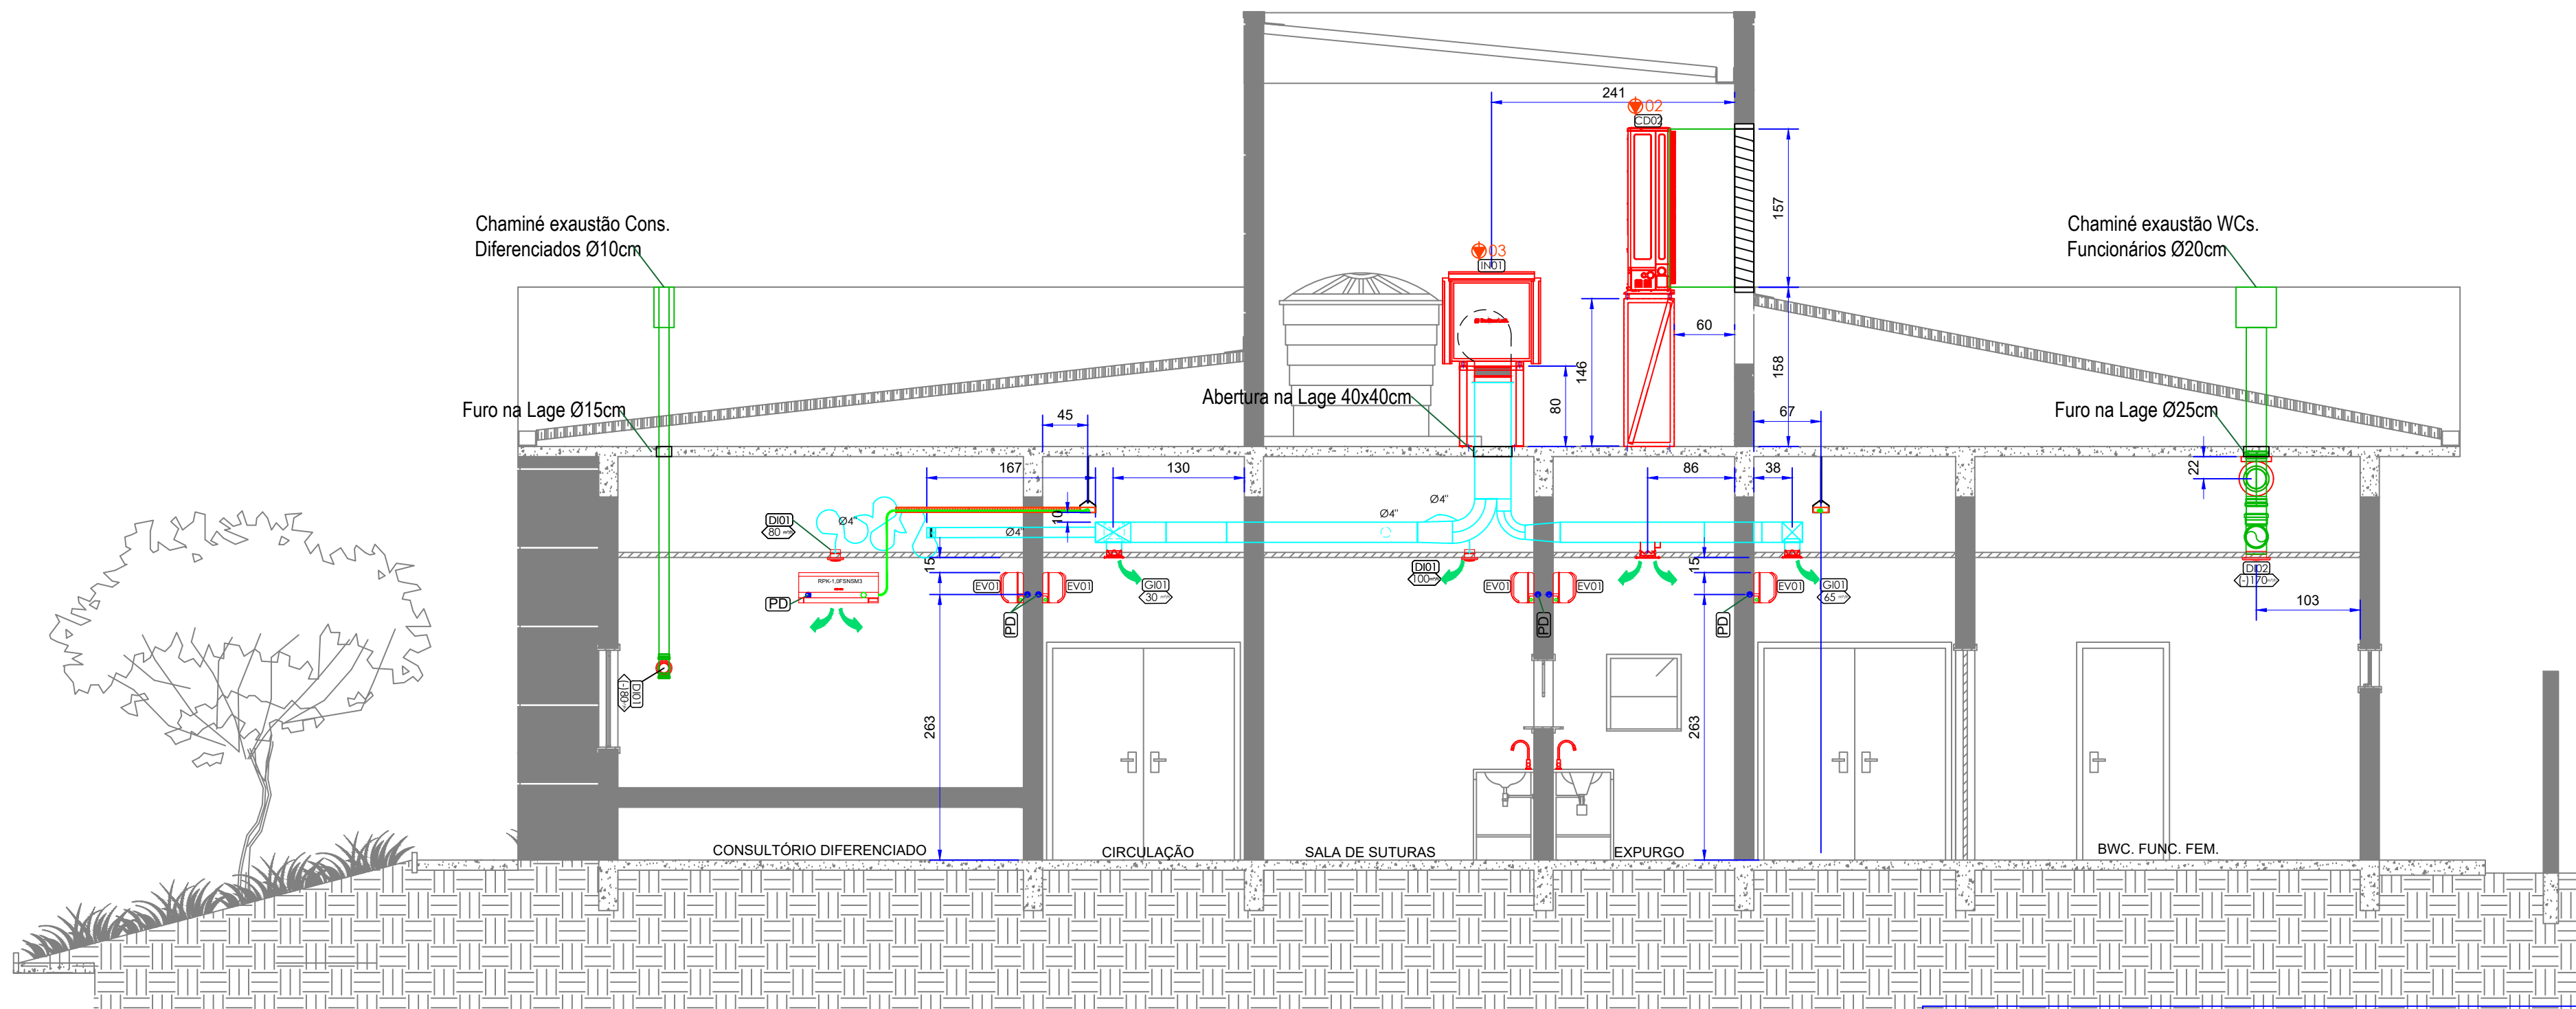 241
02
CD02
157
Chaminé exaustão Cons.
Diferenciados Ø10cm
Chaminé exaustão WCs.
Funcionários Ø20cm
03
IN01
60
146
158
80
Abertura na Lage 40x40cm
Furo na Lage Ø15cm
45
67
Furo na Lage Ø25cm
22
167
130
86
38
Ø4"
Ø4"
Ø4"
Ø4"
10
DI01
80
15
15
RPK-1,0FSNSM3
PD
EV01
EV01
PD
GI01
30
DI01
100
EV01
EV01
PD
EV01
PD
GI01
65
DI02
(-)170
103
DI01
(-)80
263
263
CONSULTÓRIO DIFERENCIADO
CIRCULAÇÃO
SALA DE SUTURAS
EXPURGO
BWC. FUNC. FEM.